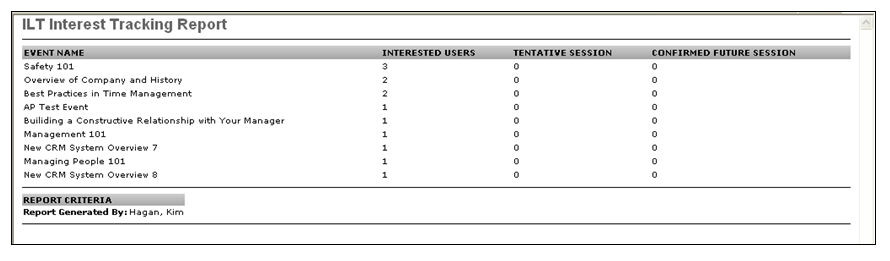 ILT Interest Tracking Report
EVENT NAME INTERESTED USERS TENTATIVE SESSION CONFIRMED FUTURE SESSION
Safety 101 3 0 0
Overview of Company and History 2 0 0
Best Practices in Time Management 2 0 0
AP Test Event 1 0 0
Builiding a Constructive Relationship with Your Manager 1 0 0
Management 101 1 0 0
New CRM System Overview 7 1 0 0
Managing People 101 1 0 0
New CRM System Overview 8 1 0 0
REPORT CRITERIA
Report Generated By: Hagan, Kim